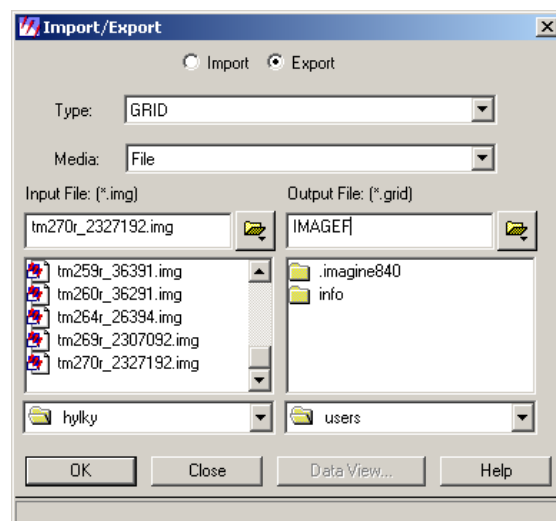 Import/Export
Import Export
Type: GRID
Media: File
Input File: (*.img) Output File: (*.grid)
tm270r_2327192.img IMAGEF
tm259r_36391.img .imagine840
tm260r_36291.img info
tm264r_26394.img
tm269r_2307092.img
tm270r_2327192.img
hylky users
OK Close Data View... Help